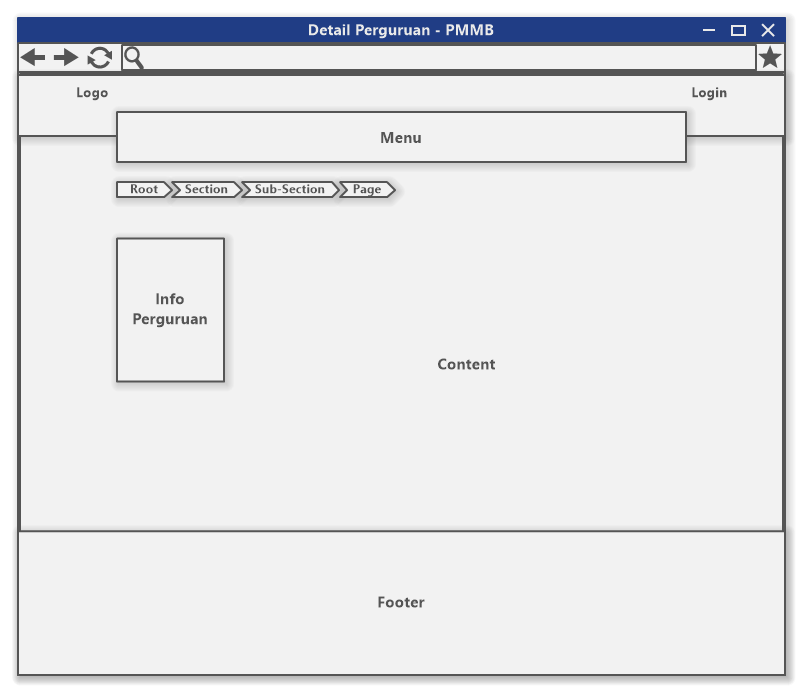 Detail Perguruan - PMMB
Logo
Login
Menu
Root Section Sub-Section Page
Info
Perguruan
Content
Footer